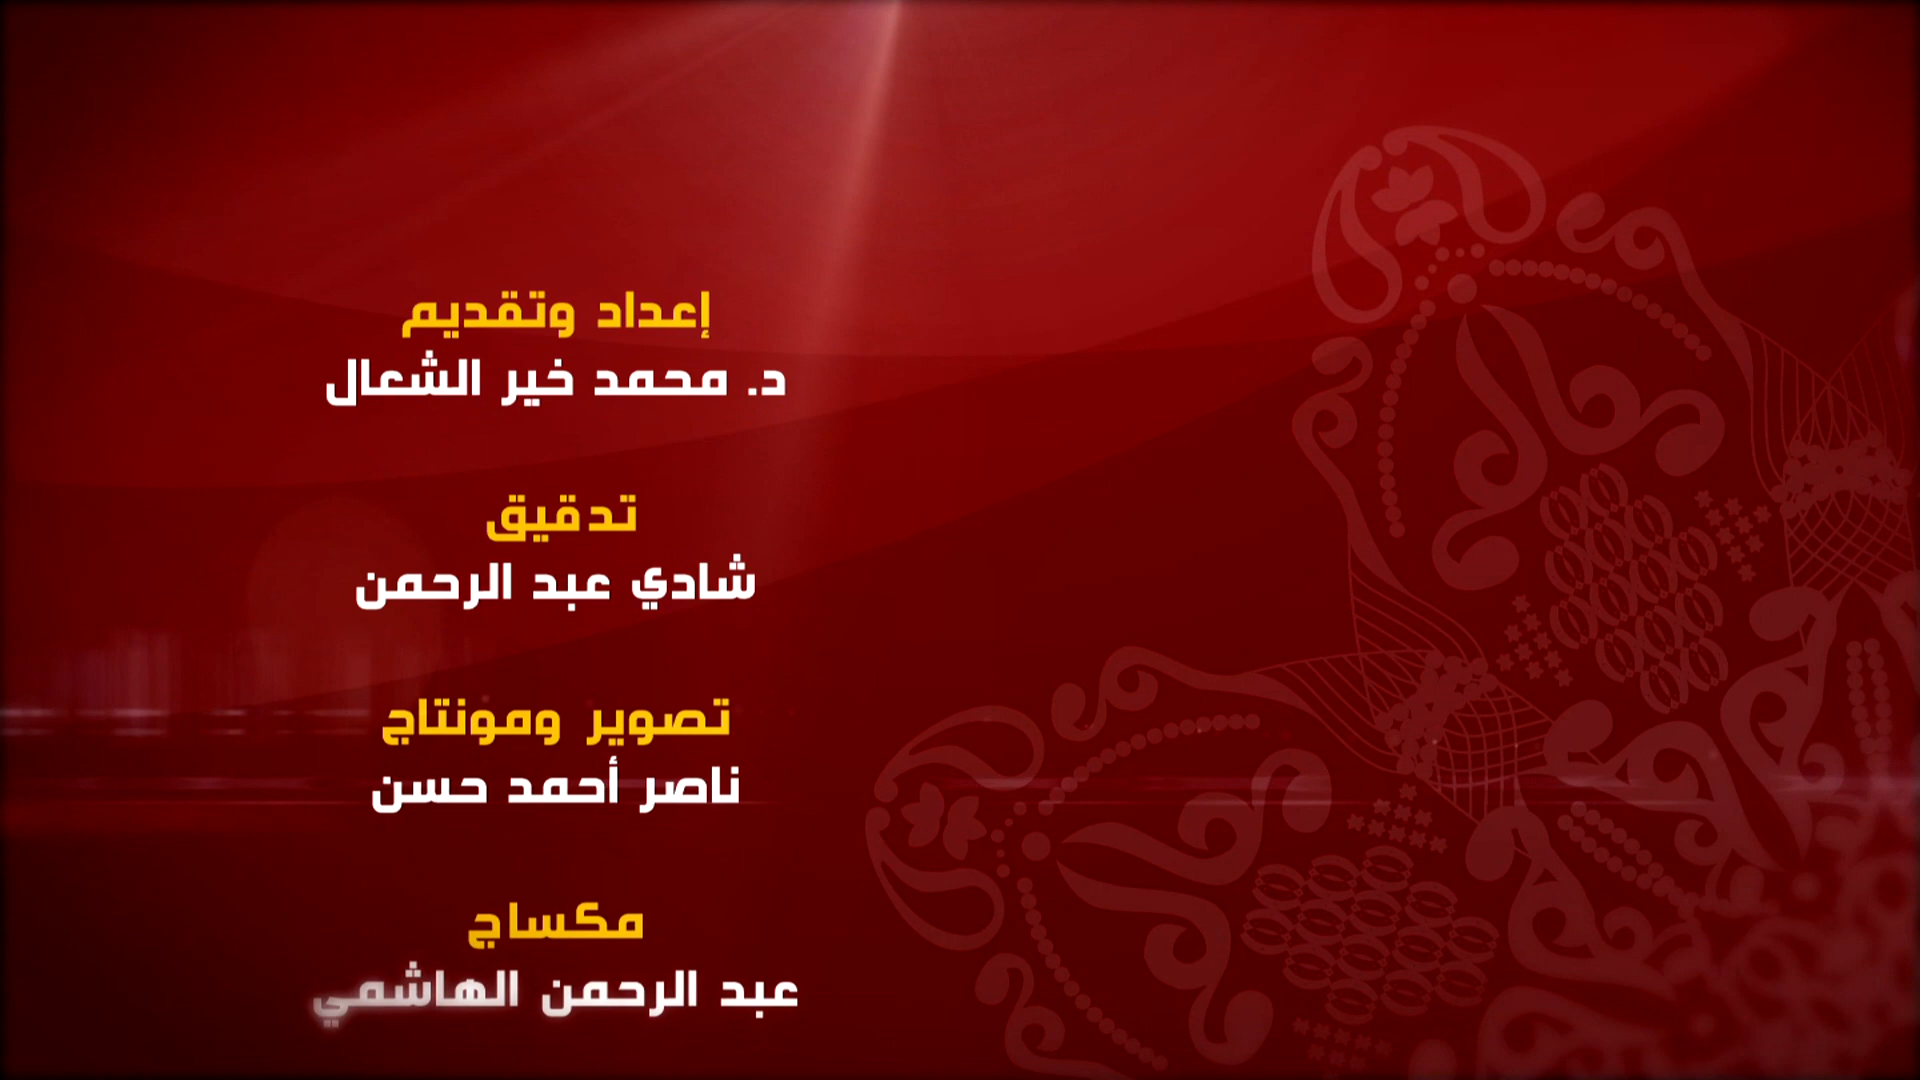 إعداد وتقديم
د. محمد خير الشعال
تدقيق
شادي عبد الرحمن
تصوير ومونتاج
ناصر أحمد حسن
مكساج
عبد الرحمن الهاشمي